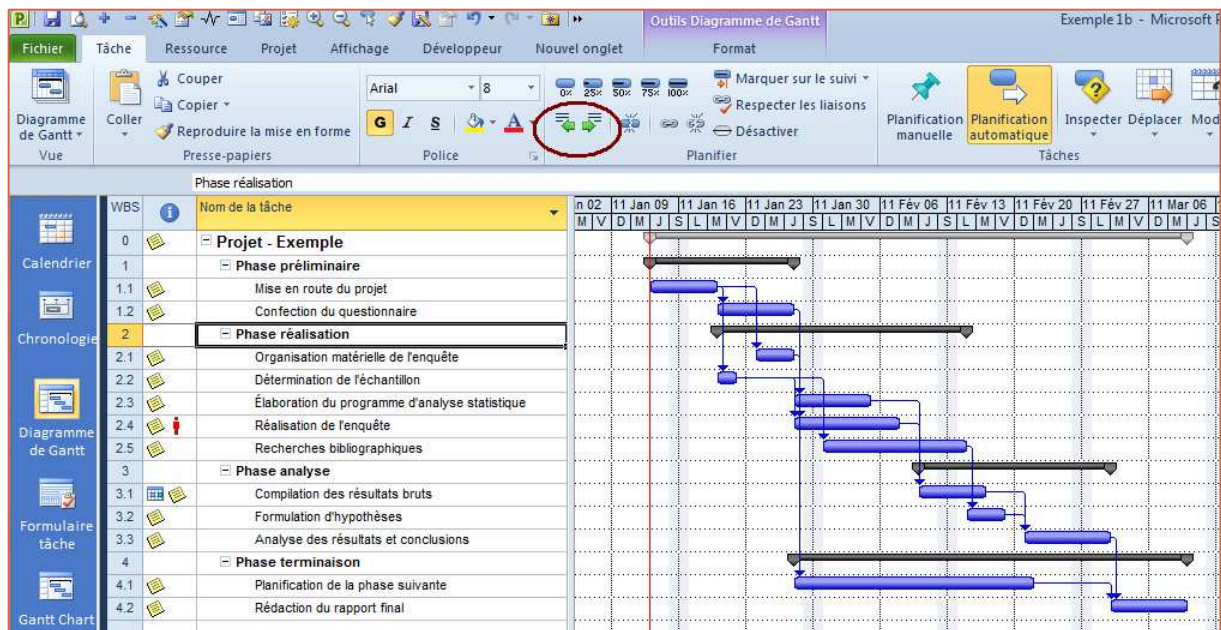 Outils Diagramme de Gantt
Exemple 1b - Microsoft P
Fichier Tâche Ressource Projet Affichage Développeur Nouvel onglet Format
Diagramme de Gantt
Vue
Coller
Couper
Copier
Reproduire la mise en forme
Presse-papiers
Arial 8
G I S A
Police
0% 25% 50% 75% 100%
Marquer sur le suivi
Respecter les liaisons
Désactiver
Planifier
Planification manuelle
Planification automatique
Inspecter Déplacer Mod
Tâches
Phase réalisation
Calendrier
Chronologie
Diagramme de Gantt
Formulaire tâche
Gantt Chart
WBS Nom de la tâche
n 02 11 Jan 09 11 Jan 16 11 Jan 23 11 Jan 30 11 Fév 06 11 Fév 13 11 Fév 20 11 Fév 27 11 Mar 06
M V D M J S L M V D M J S L M V D M J S L M V D M J S L M V D M J S
0 Projet - Exemple
1 Phase préliminaire
1.1 Mise en route du projet
1.2 Confection du questionnaire
2 Phase réalisation
2.1 Organisation matérielle de l'enquête
2.2 Détermination de l'échantillon
2.3 Élaboration du programme d'analyse statistique
2.4 Réalisation de l'enquête
2.5 Recherches bibliographiques
3 Phase analyse
3.1 Compilation des résultats bruts
3.2 Formulation d'hypothèses
3.3 Analyse des résultats et conclusions
4 Phase terminaison
4.1 Planification de la phase suivante
4.2 Rédaction du rapport final